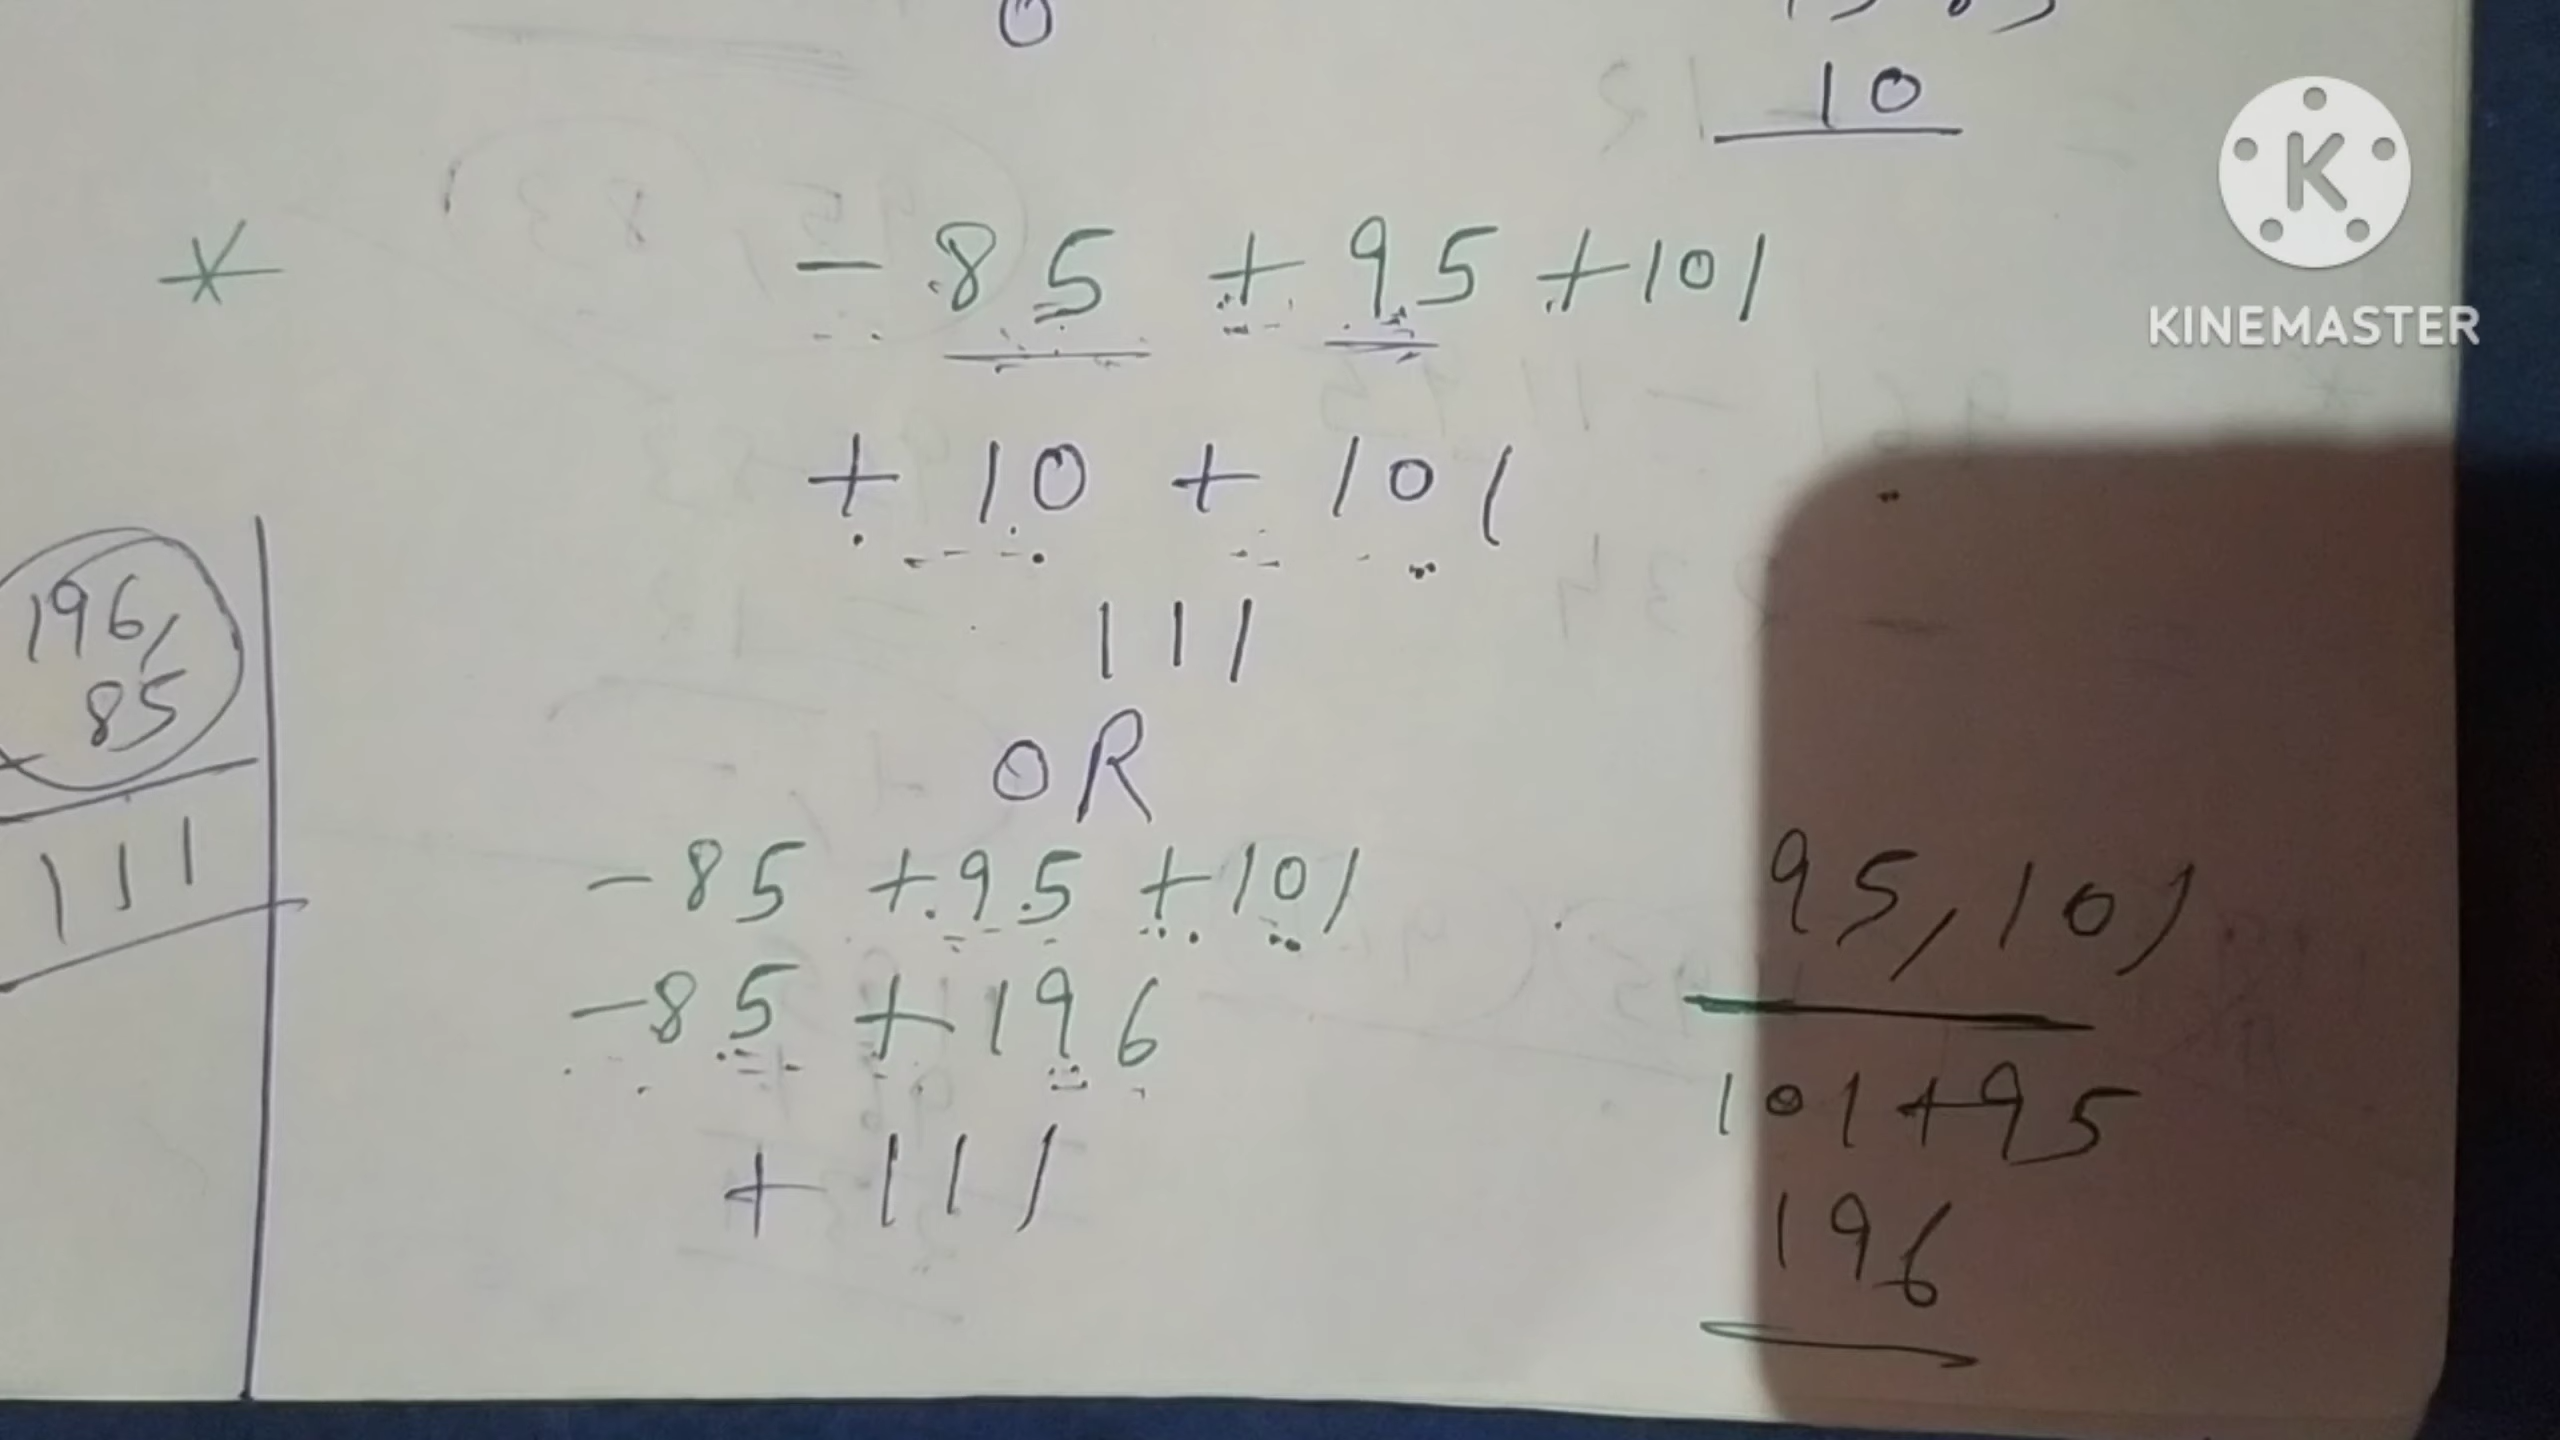 0
10
KINEMASTER
- 85 + 95 + 101
+ 10 + 101
111
OR
- 85 + 95 + 101
- 85 + 196
+ 111
196,
85
111
95, 101
101 + 95
196